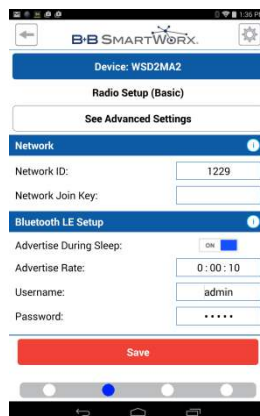 1:36 PM
B+B SMARTWORX.
Device: WSD2MA2
Radio Setup (Basic)
See Advanced Settings
Network
Network ID: 1229
Network Join Key:
Bluetooth LE Setup
Advertise During Sleep: ON
Advertise Rate: 0:00:10
Username: admin
Password: •••••
Save